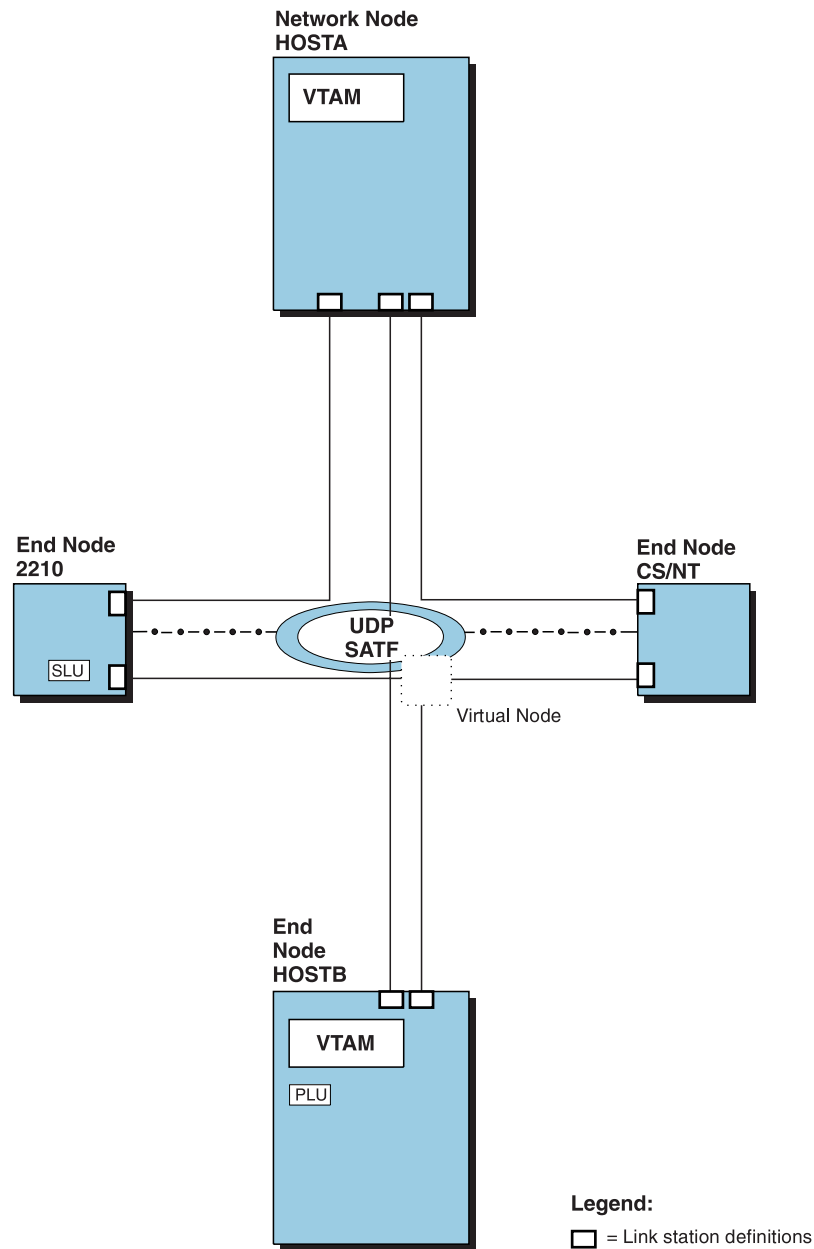 Network Node
HOSTA
VTAM
End Node
2210
End Node
CS/NT
UDP
SATF
SLU
Virtual Node
End
Node
HOSTB
VTAM
PLU
Legend:
= Link station definitions